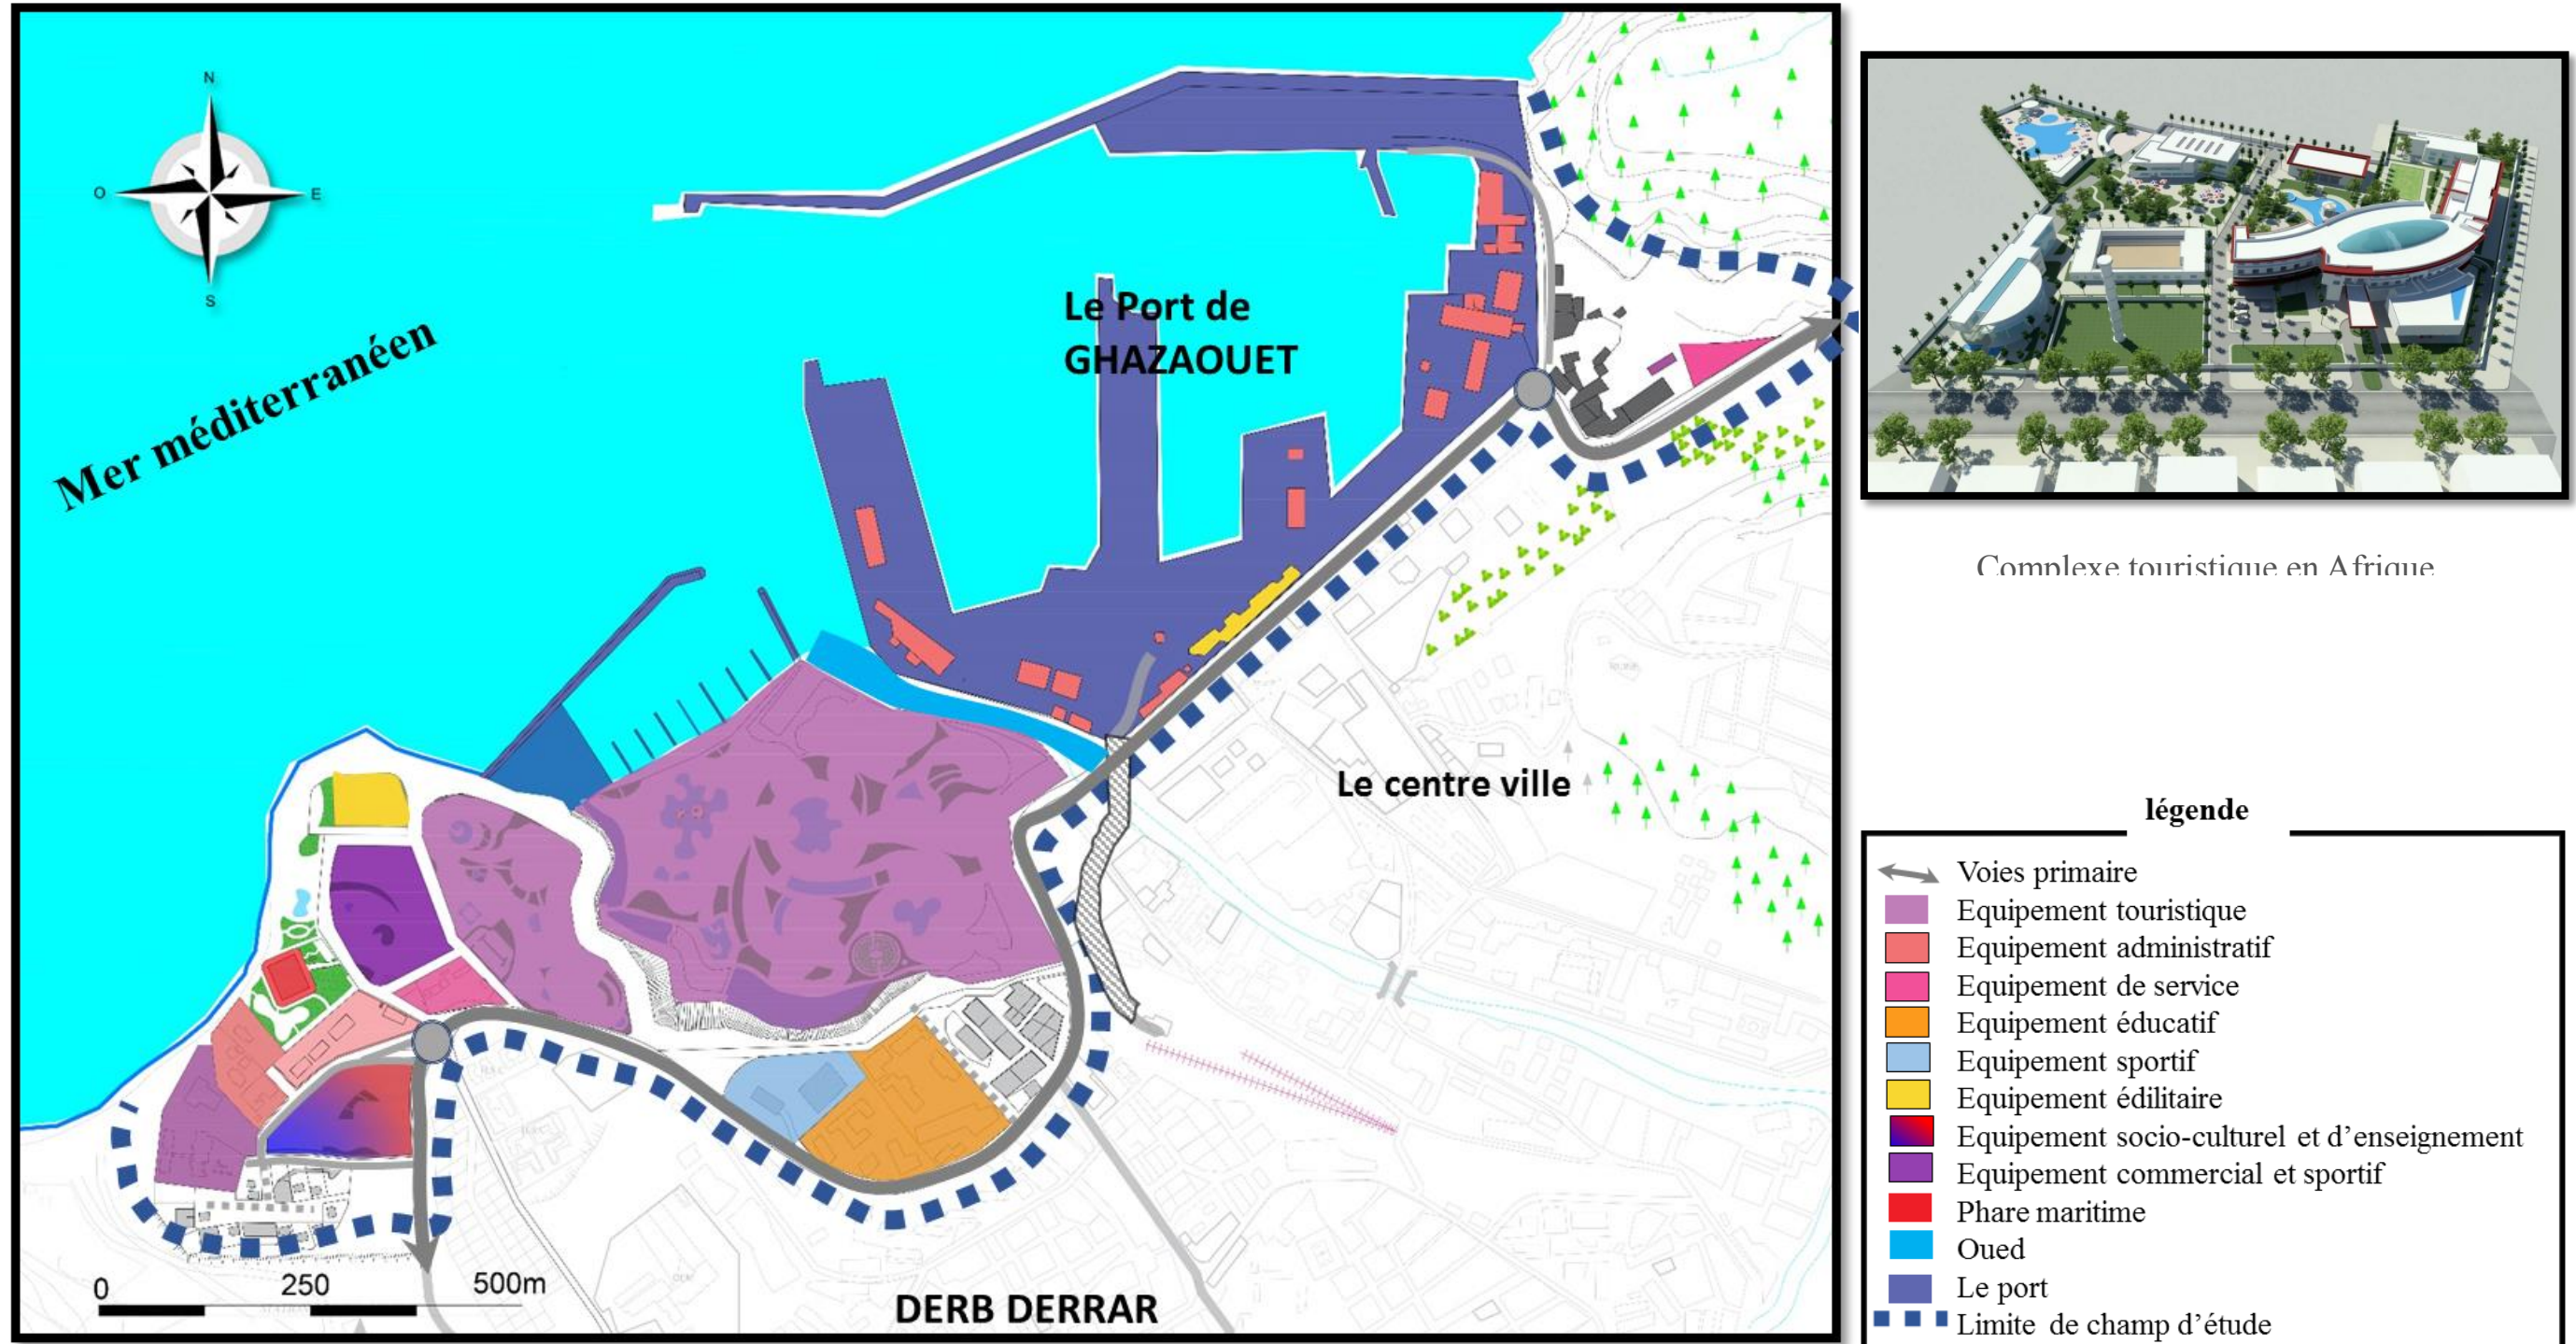 N
O
E
S
Mer méditerranéen
Le Port de
GHAZAOUET
Le centre ville
DERB DERRAR
0 250 500m
Complexe touristique en Afrique
légende
Voies primaire
Equipement touristique
Equipement administratif
Equipement de service
Equipement éducatif
Equipement sportif
Equipement édilitaire
Equipement socio-culturel et d’enseignement
Equipement commercial et sportif
Phare maritime
Oued
Le port
Limite de champ d’étude